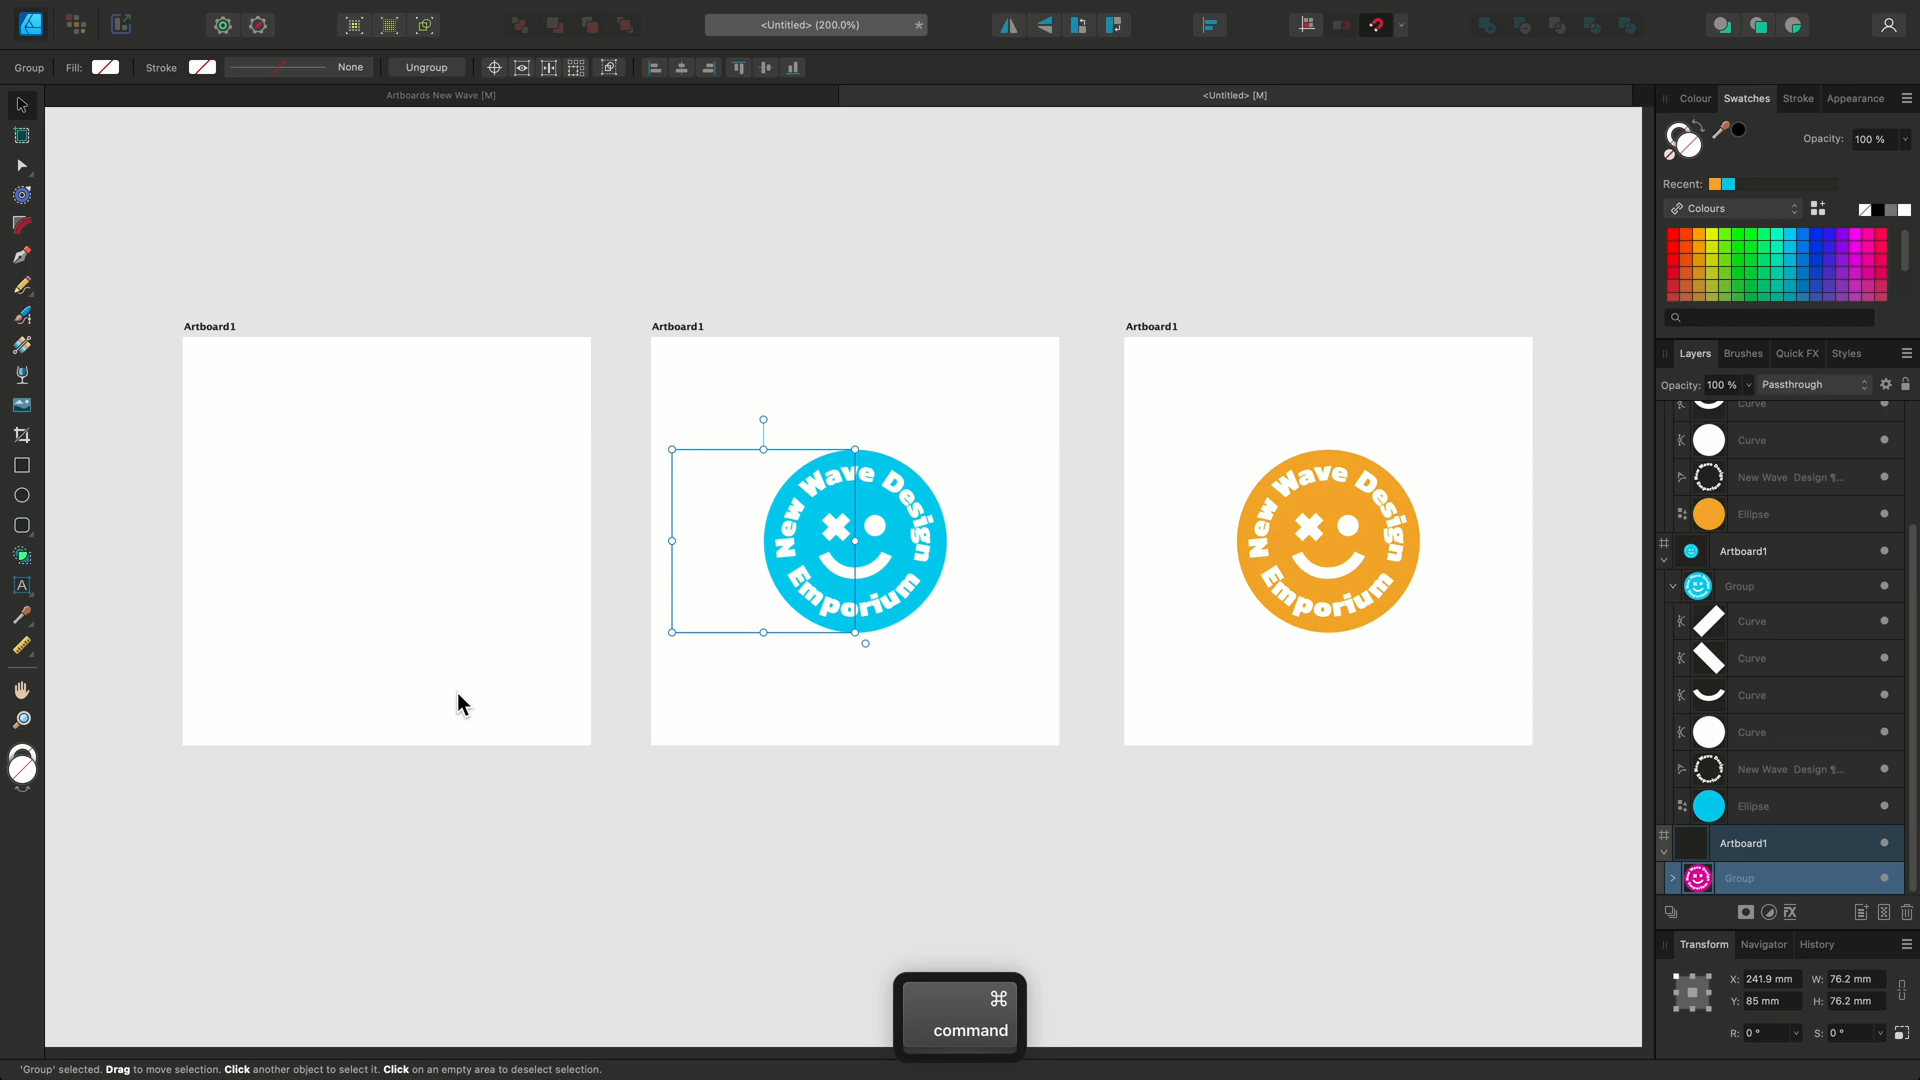 <Untitled> (200.0%)
*
Group
Fill:
Stroke
None
Ungroup
Artboards New Wave [M]
<Untitled> [M]
Colour
Swatches
Stroke
Appearance
Opacity:
100 %
Recent:
Colours
Artboard1
Artboard1
Artboard1
New Wave Design
Emporium
New Wave Design
Emporium
Layers
Brushes
Quick FX
Styles
Opacity:
100 %
Passthrough
Curve
Curve
New Wave Design ¶...
Ellipse
Artboard1
Group
Curve
Curve
Curve
Curve
New Wave Design ¶...
Ellipse
Artboard1
Group
Transform
Navigator
History
X: 241.9 mm
W: 76.2 mm
Y: 85 mm
H: 76.2 mm
R: 0 °
S: 0 °
⌘
command
'Group' selected. Drag to move selection. Click another object to select it. Click on an empty area to deselect selection.